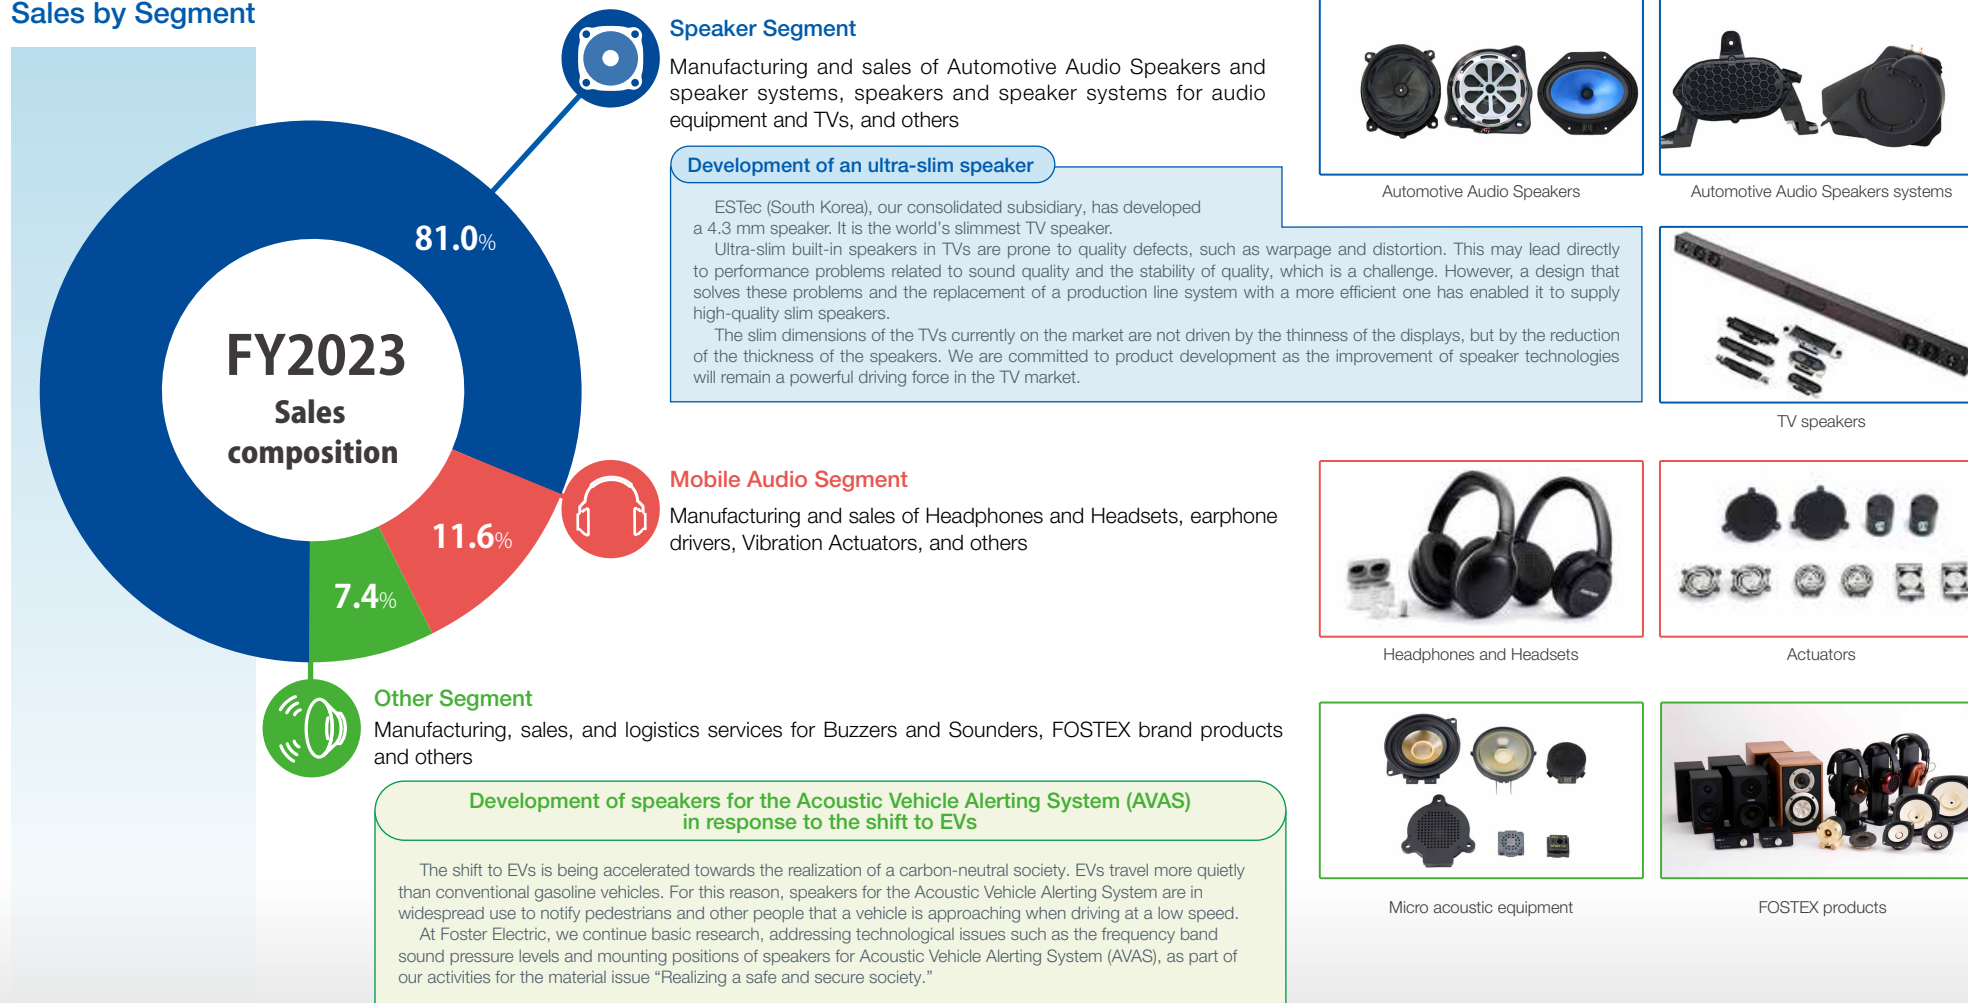 Sales by Segment
FY2023
Sales
composition
81.0%
11.6%
7.4%
Speaker Segment
Manufacturing and sales of Automotive Audio Speakers and
speaker systems, speakers and speaker systems for audio
equipment and TVs, and others
Development of an ultra-slim speaker
ESTec (South Korea), our consolidated subsidiary, has developed
a 4.3 mm speaker. It is the world's slimmest TV speaker.
Ultra-slim built-in speakers in TVs are prone to quality defects, such as warpage and distortion. This may lead directly
to performance problems related to sound quality and the stability of quality, which is a challenge. However, a design that
solves these problems and the replacement of a production line system with a more efficient one has enabled it to supply
high-quality slim speakers.
The slim dimensions of the TVs currently on the market are not driven by the thinness of the displays, but by the reduction
of the thickness of the speakers. We are committed to product development as the improvement of speaker technologies
will remain a powerful driving force in the TV market.
Automotive Audio Speakers
Automotive Audio Speakers systems
TV speakers
Mobile Audio Segment
Manufacturing and sales of Headphones and Headsets, earphone
drivers, Vibration Actuators, and others
Headphones and Headsets
Actuators
Other Segment
Manufacturing, sales, and logistics services for Buzzers and Sounders, FOSTEX brand products
and others
Development of speakers for the Acoustic Vehicle Alerting System (AVAS)
in response to the shift to EVs
The shift to EVs is being accelerated towards the realization of a carbon-neutral society. EVs travel more quietly
than conventional gasoline vehicles. For this reason, speakers for the Acoustic Vehicle Alerting System are in
widespread use to notify pedestrians and other people that a vehicle is approaching when driving at a low speed.
At Foster Electric, we continue basic research, addressing technological issues such as the frequency band
sound pressure levels and mounting positions of speakers for Acoustic Vehicle Alerting System (AVAS), as part of
our activities for the material issue “Realizing a safe and secure society.”
Micro acoustic equipment
FOSTEX products